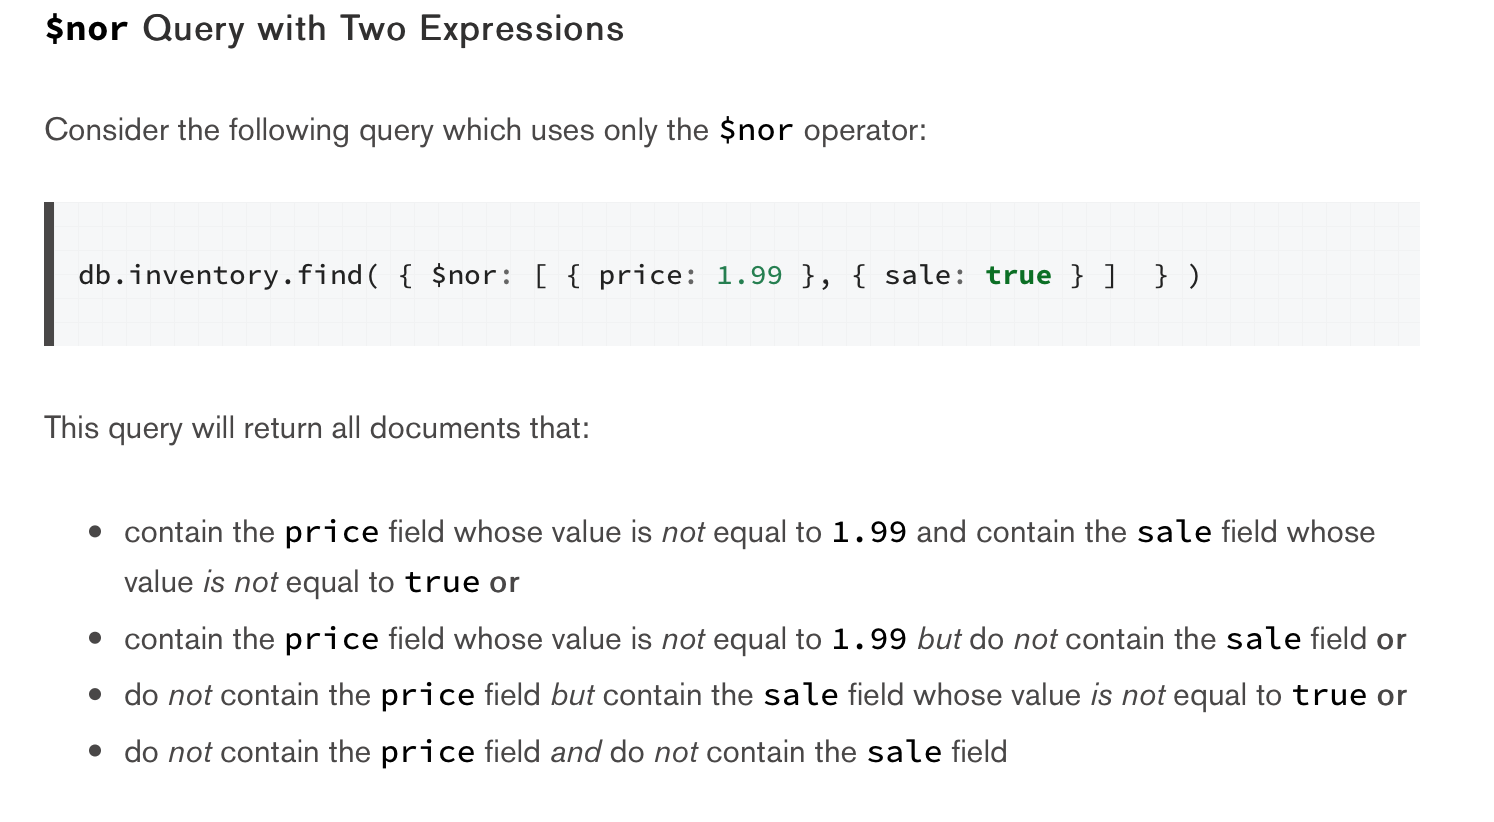 $nor Query with Two Expressions
Consider the following query which uses only the $nor operator:
db.inventory.find( { $nor: [ { price: 1.99 }, { sale: true } ]  } )
This query will return all documents that:
• contain the price field whose value is not equal to 1.99 and contain the sale field whose
value is not equal to true or
• contain the price field whose value is not equal to 1.99 but do not contain the sale field or
• do not contain the price field but contain the sale field whose value is not equal to true or
• do not contain the price field and do not contain the sale field